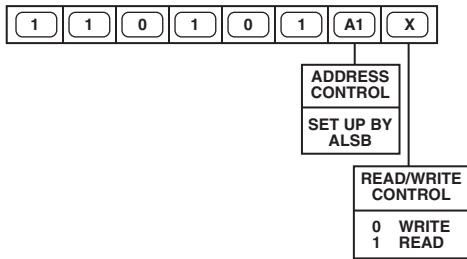 1 1 0 1 0 1 A1 X
ADDRESS
CONTROL
SET UP BY
ALSB
READ/WRITE
CONTROL
0 WRITE
1 READ